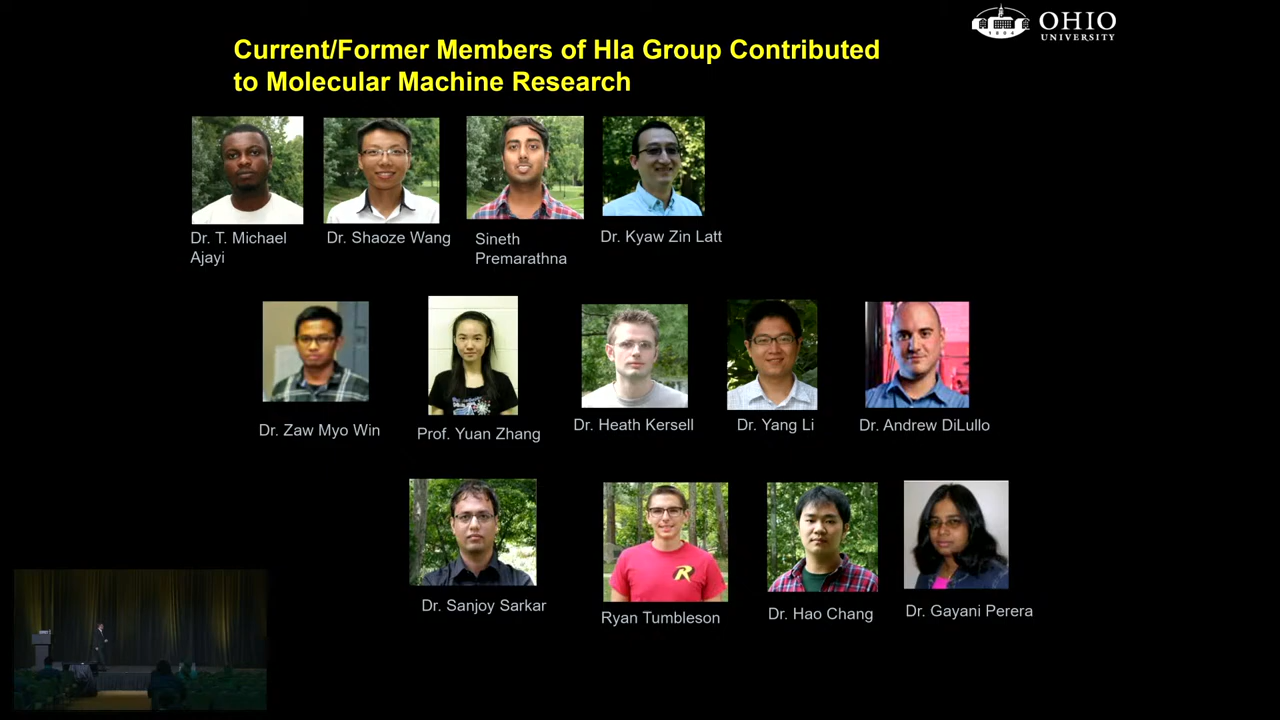 OHIO
UNIVERSITY
1804
Current/Former Members of Hla Group Contributed
to Molecular Machine Research
Dr. T. Michael
Ajayi
Dr. Shaoze Wang
Sineth
Premarathna
Dr. Kyaw Zin Latt
Dr. Zaw Myo Win
Prof. Yuan Zhang
Dr. Heath Kersell
Dr. Yang Li
Dr. Andrew DiLullo
R
Dr. Sanjoy Sarkar
Ryan Tumbleson
Dr. Hao Chang
Dr. Gayani Perera